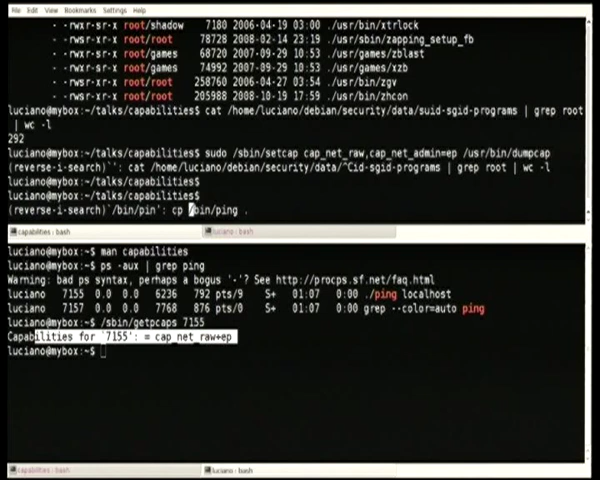 File Edit View Bookmarks Settings Help
- -rwxr-sr-x root/shadow 7180 2006-04-19 03:00 ./usr/bin/xtrlock
- -rwsr-xr-x root/root 78728 2008-02-14 23:19 ./usr/sbin/zapping_setup_fb
- -rwxr-sr-x root/games 68720 2007-09-29 10:53 ./usr/games/zblast
- -rwxr-sr-x root/games 74992 2007-09-29 10:53 ./usr/games/xzb
- -rwsr-xr-x root/root 258760 2006-04-27 03:54 ./usr/bin/zgv
- -rwsr-xr-x root/root 205988 2008-10-18 17:59 ./usr/bin/zhcon
luciano@mybox:~/talks/capabilities$ cat /home/luciano/debian/security/data/suid-sgid-programs | grep root
| wc -l
292
luciano@mybox:~/talks/capabilities$ sudo /sbin/setcap cap_net_raw,cap_net_admin=ep /usr/bin/dumpcap
(reverse-i-search)`': cat /home/luciano/debian/security/data/^Cid-sgid-programs | grep root | wc -l
luciano@mybox:~/talks/capabilities$
luciano@mybox:~/talks/capabilities$
(reverse-i-search)`/bin/pin': cp /bin/ping .
capabilities : bash luciano : bash
luciano@mybox:~$ man capabilities
luciano@mybox:~$ ps -aux | grep ping
Warning: bad ps syntax, perhaps a bogus '-'? See http://procps.sf.net/faq.html
luciano 7155 0.0 0.0 6236 792 pts/9 S+ 01:07 0:00 ./ping localhost
luciano 7157 0.0 0.0 7768 876 pts/0 S+ 01:07 0:00 grep --color=auto ping
luciano@mybox:~$ /sbin/getpcaps 7155
Capabilities for `7155': = cap_net_raw+ep
luciano@mybox:~$
capabilities : bash luciano : bash